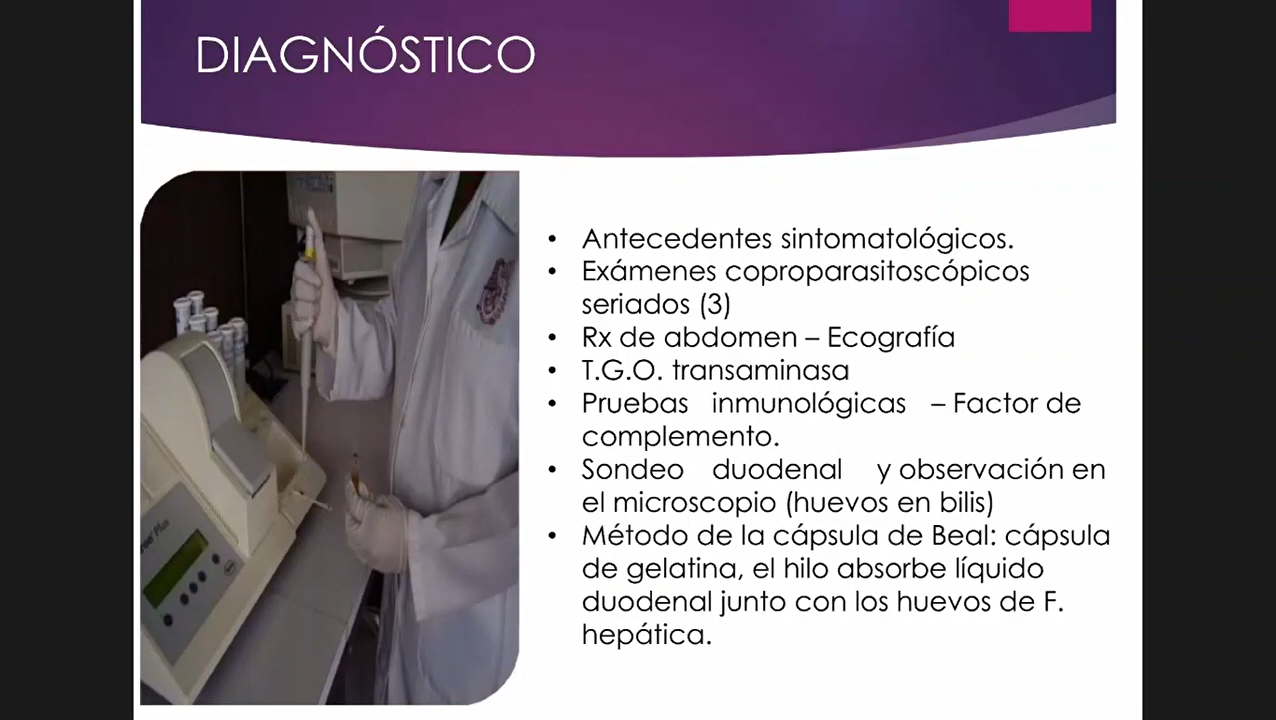 DIAGNÓSTICO
• Antecedentes sintomatológicos.
• Exámenes coproparasitoscópicos
seriados (3)
• Rx de abdomen – Ecografía
• T.G.O. transaminasa
• Pruebas inmunológicas – Factor de
complemento.
• Sondeo duodenal y observación en
el microscopio (huevos en bilis)
• Método de la cápsula de Beal: cápsula
de gelatina, el hilo absorbe líquido
duodenal junto con los huevos de F.
hepática.